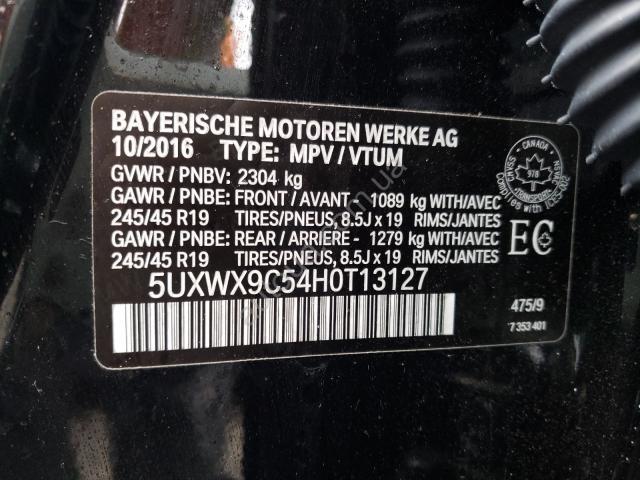 BAYERISCHE MOTOREN WERKE AG
10/2016 TYPE: MPV / VTUM
GVWR / PNBV: 2304 kg
GAWR / PNBE: FRONT / AVANT - 1089 kg WITH/AVEC
245/45 R19 TIRES/PNEUS, 8.5J x 19 RIMS/JANTES
GAWR / PNBE: REAR / ARRIERE - 1279 kg WITH/AVEC
245/45 R19 TIRES/PNEUS, 8.5J x 19 RIMS/JANTES
5UXWX9C54H0T13127
CANADA
978
TRANSPORT
EC
475/9
7 353 401